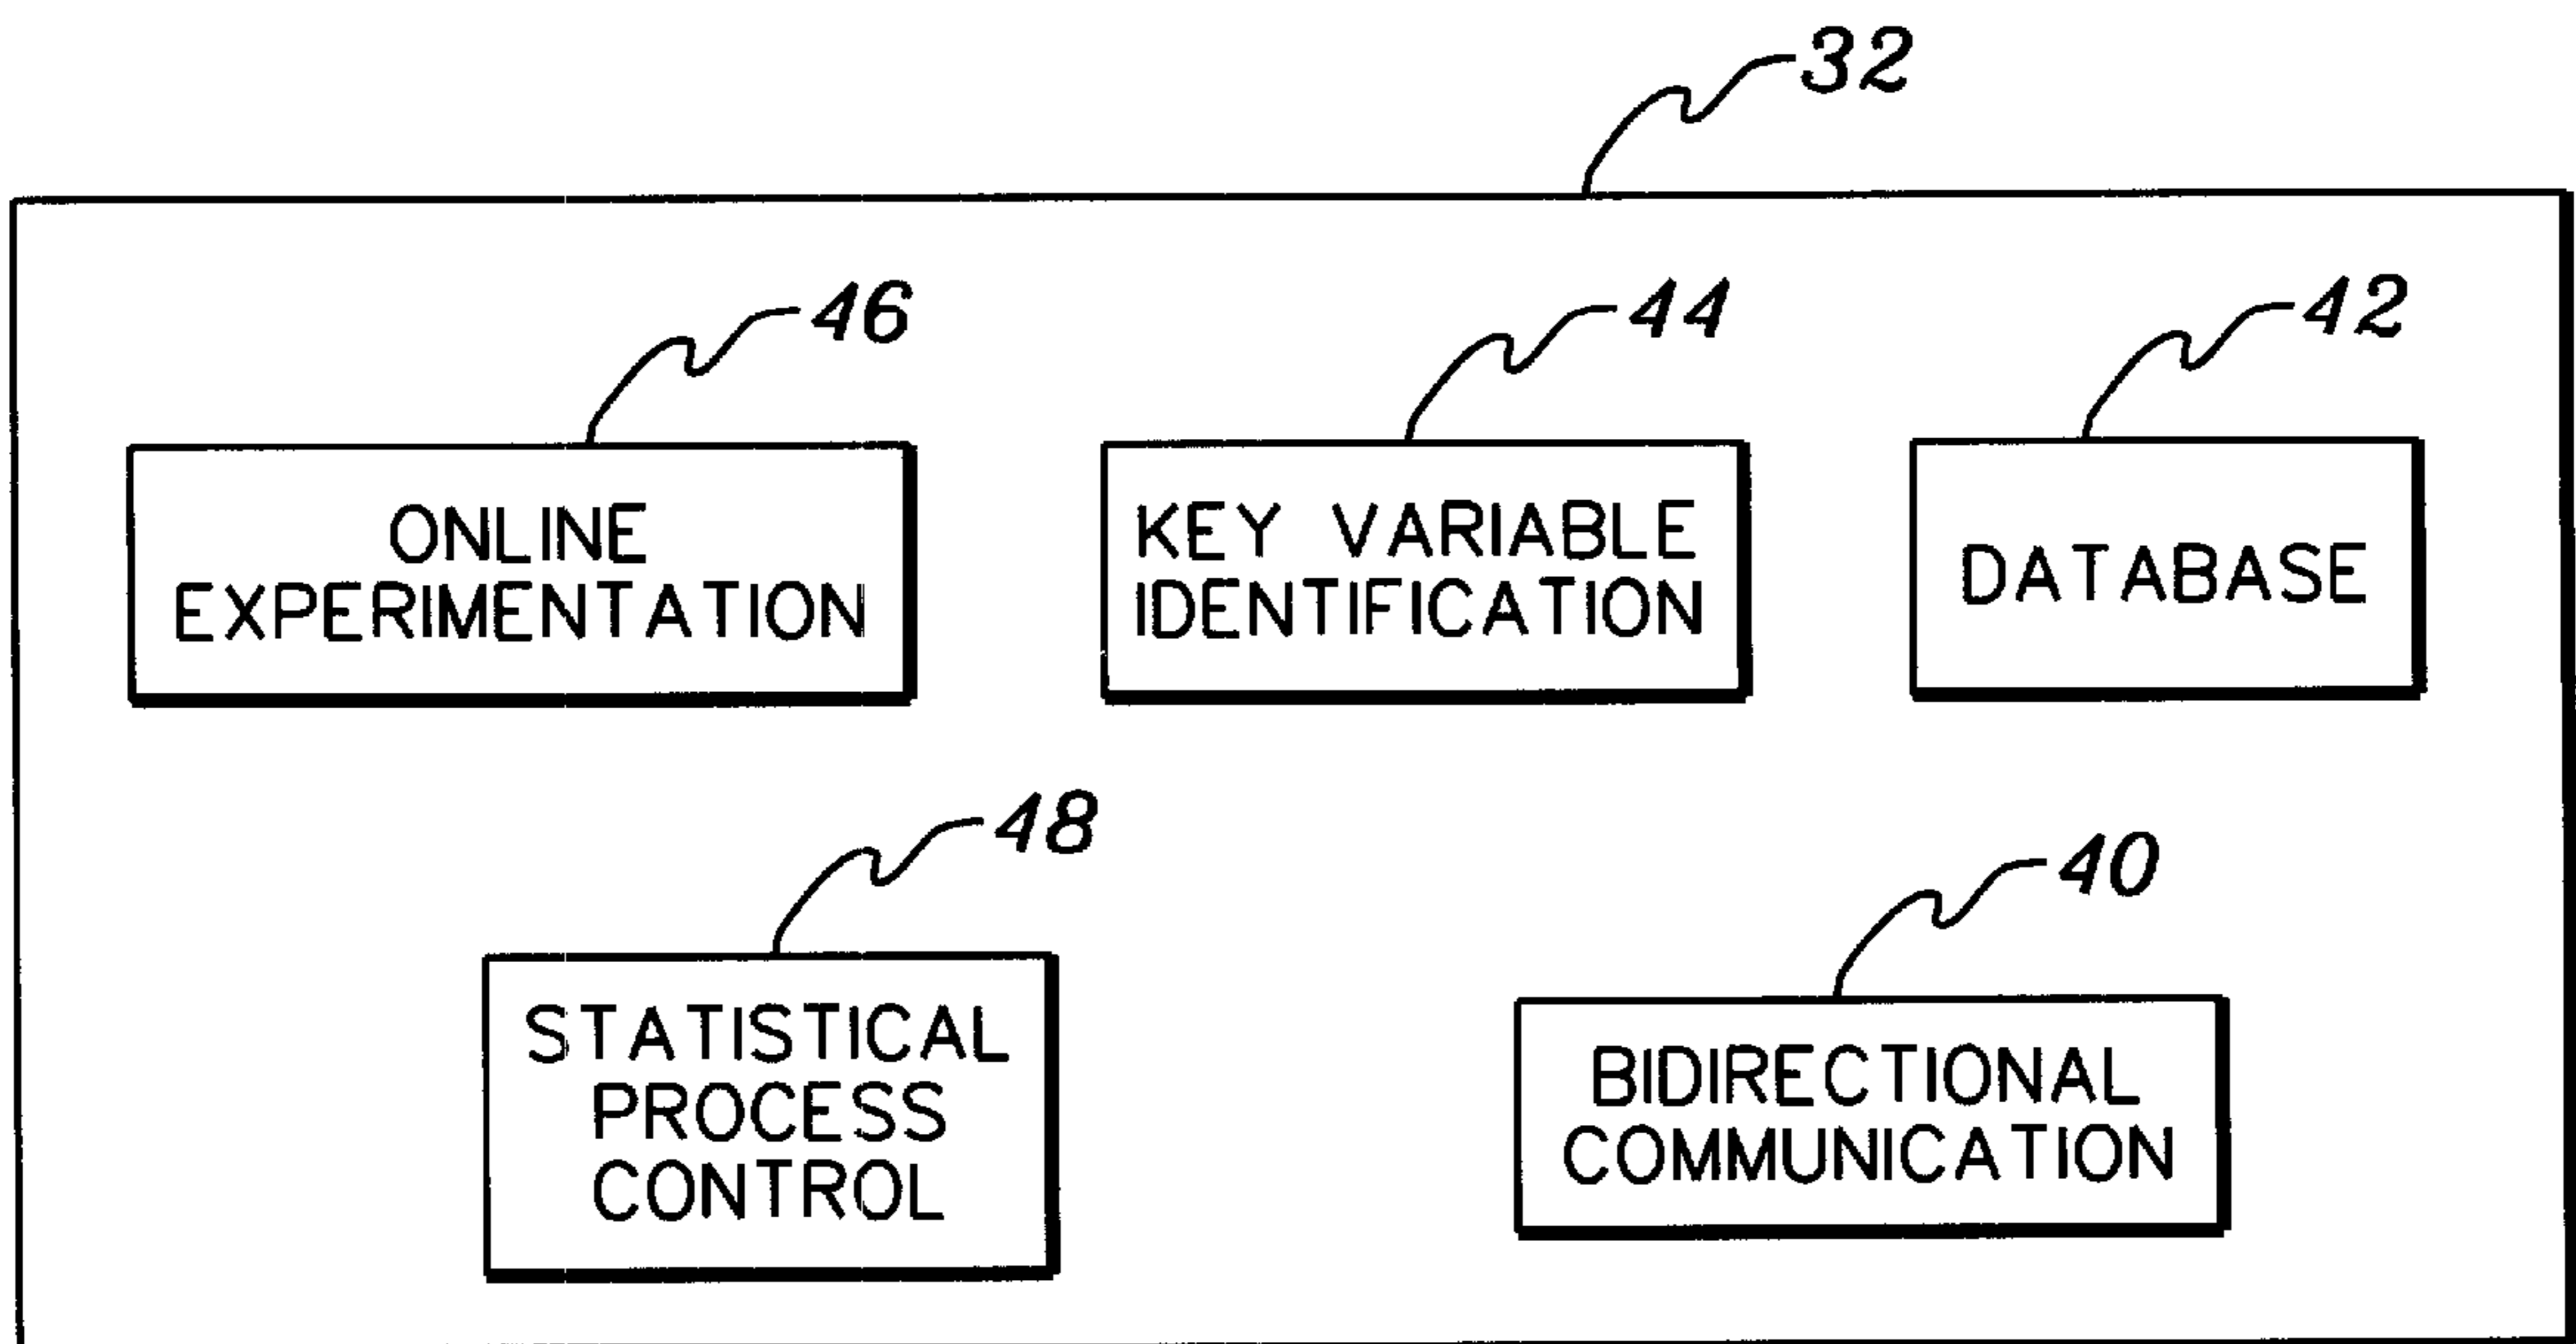 32
46
44
42
ONLINE
EXPERIMENTATION
KEY VARIABLE
IDENTIFICATION
DATABASE
48
40
STATISTICAL
PROCESS
CONTROL
BIDIRECTIONAL
COMMUNICATION